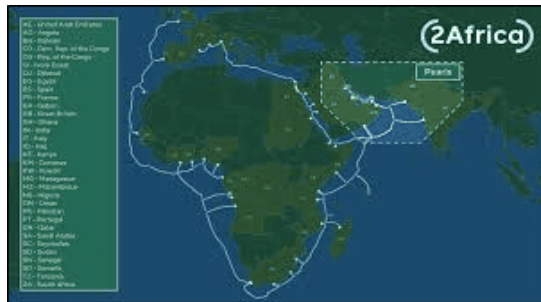 2Africa
Pearls
AE - United Arab Emirates
AO - Angola
BH - Bahrain
CD - Dem. Rep. of the Congo
CG - Rep. of the Congo
CI - Ivory Coast
DJ - Djibouti
EG - Egypt
ES - Spain
FR - France
GA - Gabon
GB - Great Britain
GH - Ghana
IN - India
IT - Italy
IQ - Iraq
KE - Kenya
KM - Comoros
KW - Kuwait
MG - Madagascar
MZ - Mozambique
NG - Nigeria
OM - Oman
PK - Pakistan
PT - Portugal
QA - Qatar
SA - Saudi Arabia
SC - Seychelles
SD - Sudan
SN - Senegal
SO - Somalia
TZ - Tanzania
ZA - South Africa